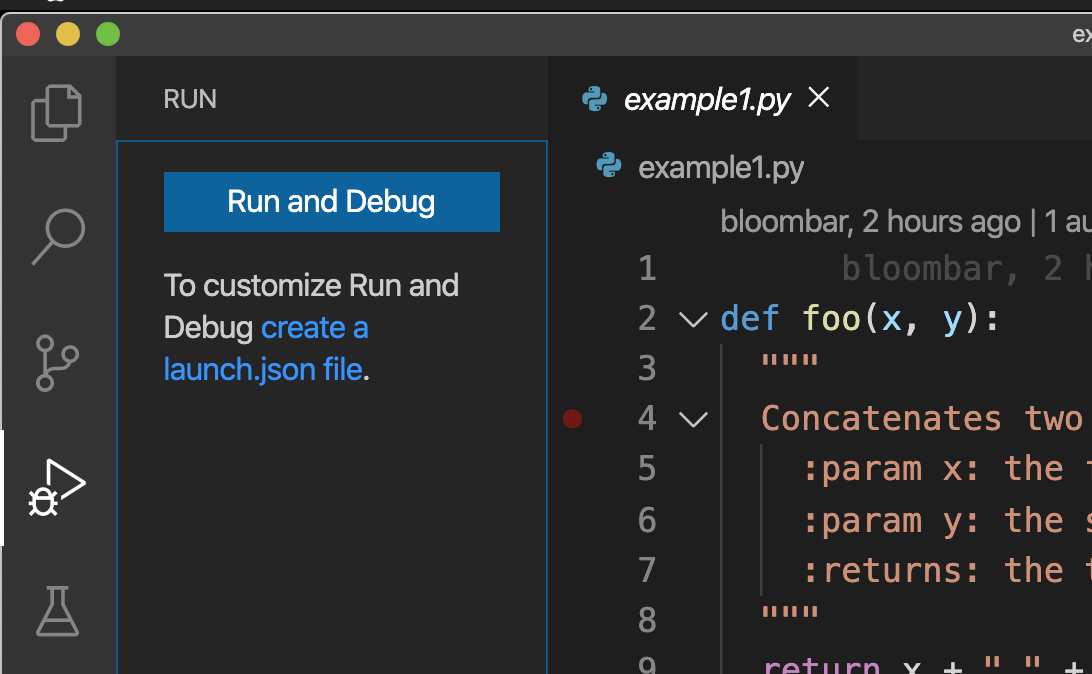 ex
RUN
example1.py
Run and Debug
example1.py
To customize Run and
Debug create a
launch.json file.
bloombar, 2 hours ago | 1 au
1 bloombar, 2 h
2 def foo(x, y):
3 """
4 Concatenates two
5 :param x: the
6 :param y: the s
7 :returns: the
8 """
9 return x + " " +